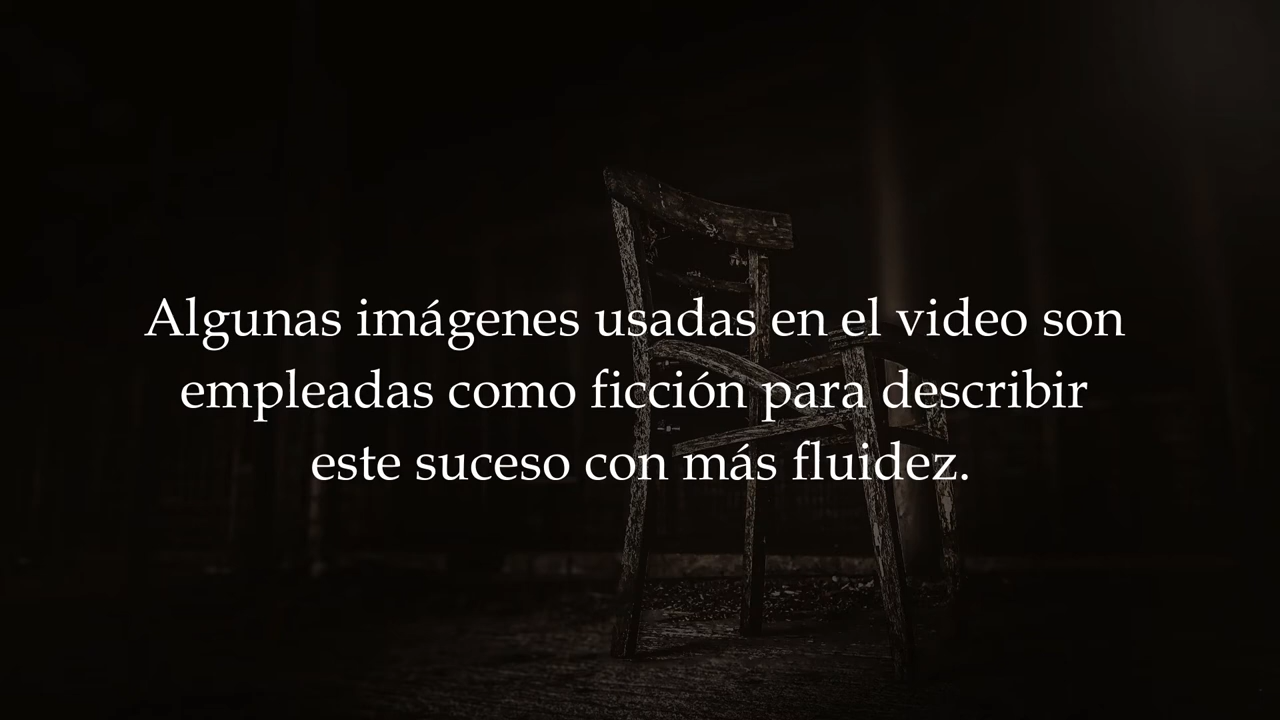 Algunas imágenes usadas en el video son
empleadas como ficción para describir
este suceso con más fluidez.